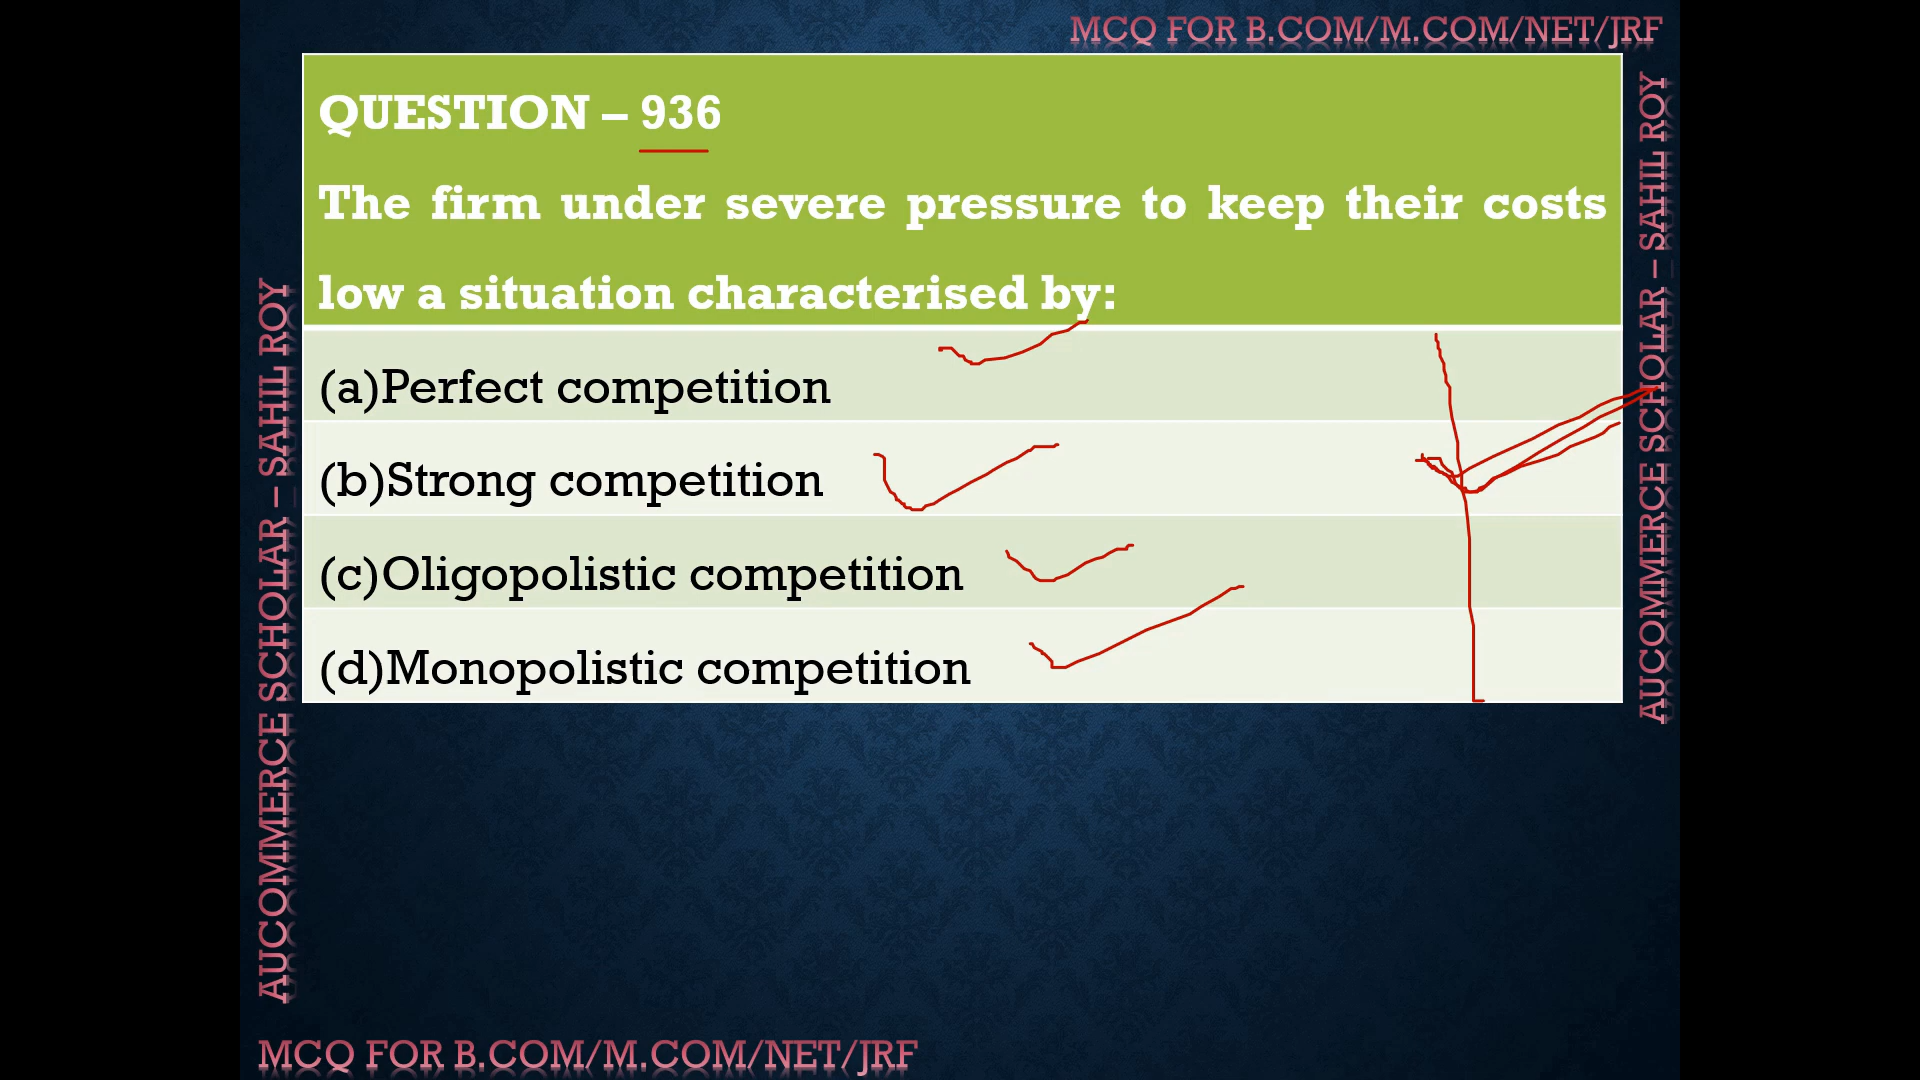 MCQ FOR B.COM/M.COM/NET/JRF
QUESTION – 936
The firm under severe pressure to keep their costs
low a situation characterised by:
(a)Perfect competition
(b)Strong competition
(c)Oligopolistic competition
(d)Monopolistic competition
AUCOMMERCE SCHOLAR – SAHIL ROY
AUCOMMERCE SCHOLAR – SAHIL ROY
MCQ FOR B.COM/M.COM/NET/JRF